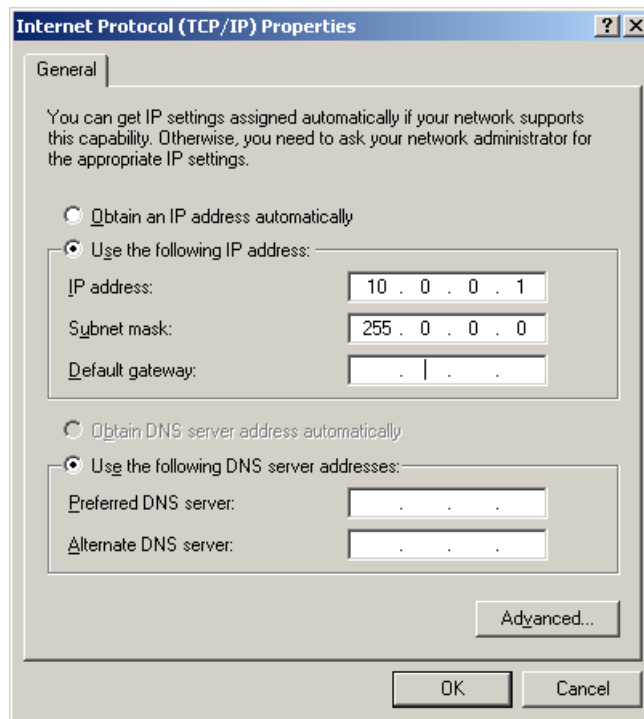 Internet Protocol (TCP/IP) Properties
General
You can get IP settings assigned automatically if your network supports
this capability. Otherwise, you need to ask your network administrator for
the appropriate IP settings.
Obtain an IP address automatically
Use the following IP address:
IP address: 10 . 0 . 0 . 1
Subnet mask: 255 . 0 . 0 . 0
Default gateway: . . .
Obtain DNS server address automatically
Use the following DNS server addresses:
Preferred DNS server: . . .
Alternate DNS server: . . .
Advanced...
OK Cancel